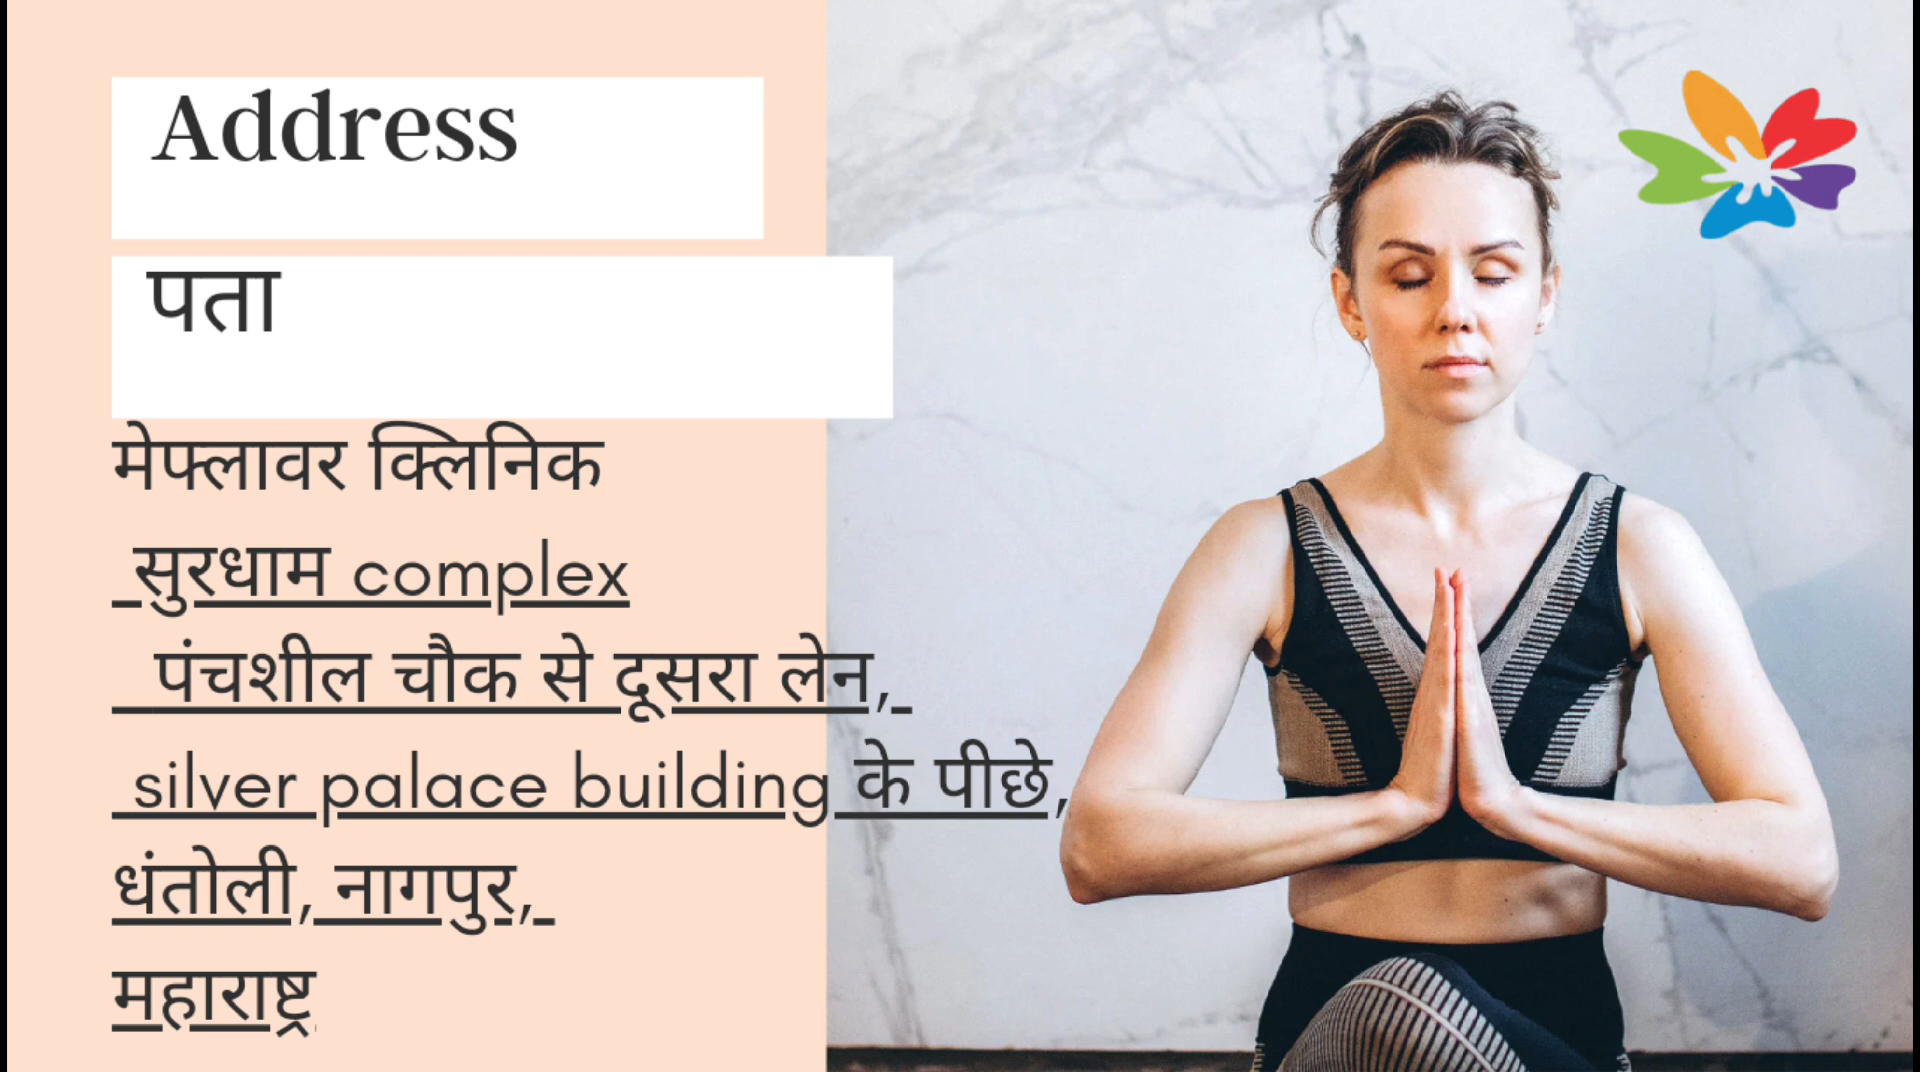 Address
पता
मेफ्लावर क्लिनिक
सुरधाम complex
पंचशील चौक से दूसरा लेन,
silver palace building के पीछे,
धंतोली, नागपुर,
महाराष्ट्र